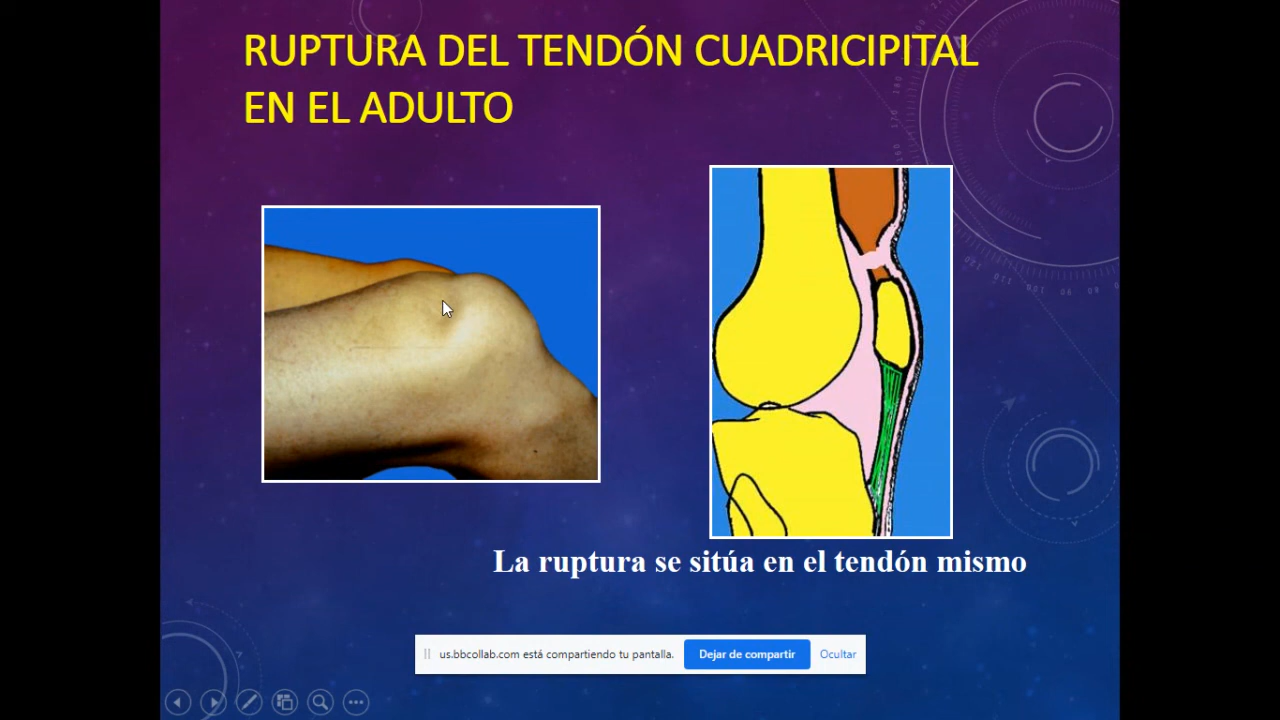 RUPTURA DEL TENDÓN CUADRICIPITAL
EN EL ADULTO
La ruptura se sitúa en el tendón mismo
us.bbcollab.com está compartiendo tu pantalla.
Dejar de compartir
Ocultar